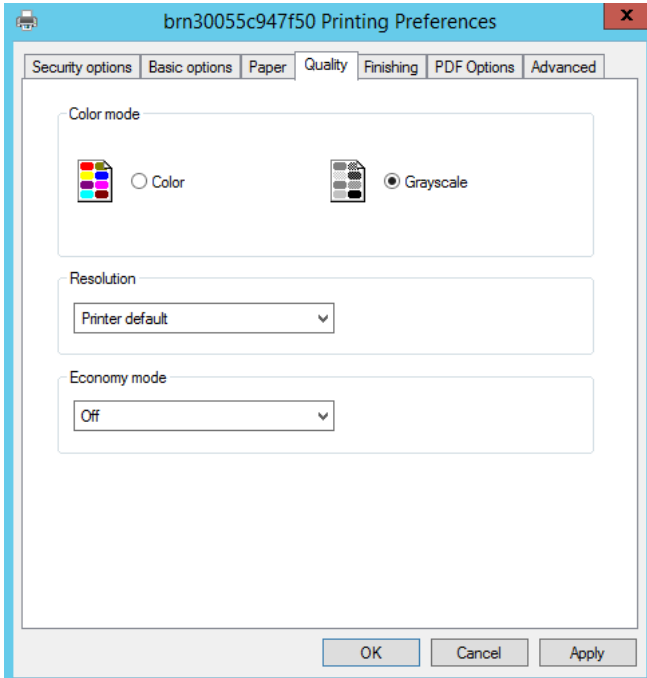 brn30055c947f50 Printing Preferences
x
Security options Basic options Paper Quality Finishing PDF Options Advanced
Color mode
Color Grayscale
Resolution
Printer default
Economy mode
Off
OK Cancel Apply